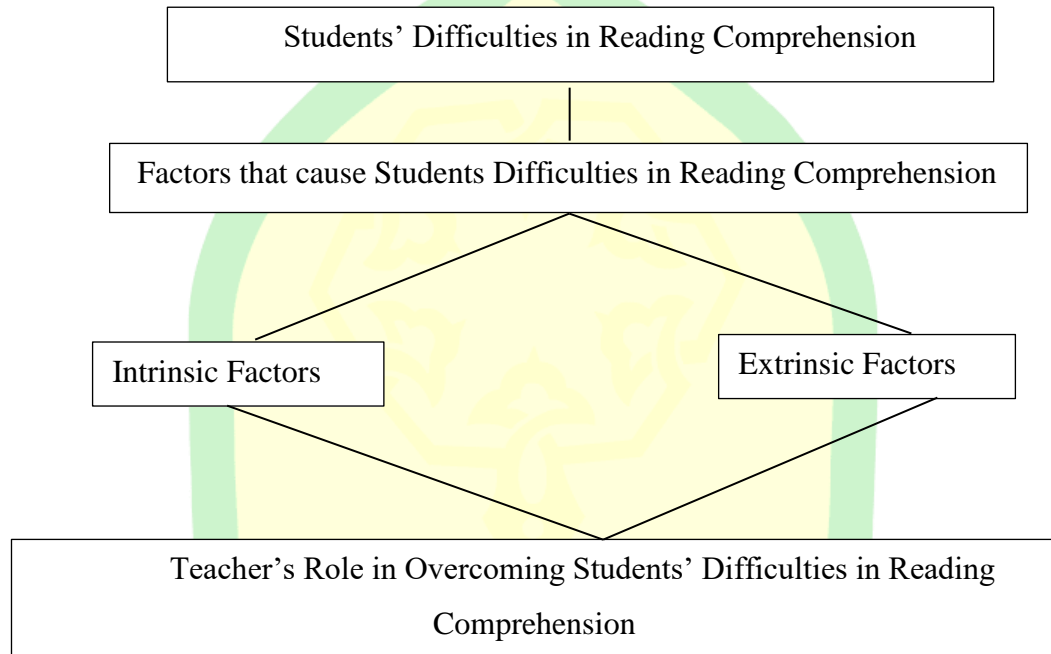 Students’ Difficulties in Reading Comprehension
Factors that cause Students Difficulties in Reading Comprehension
Intrinsic Factors
Extrinsic Factors
Teacher’s Role in Overcoming Students’ Difficulties in Reading
Comprehension